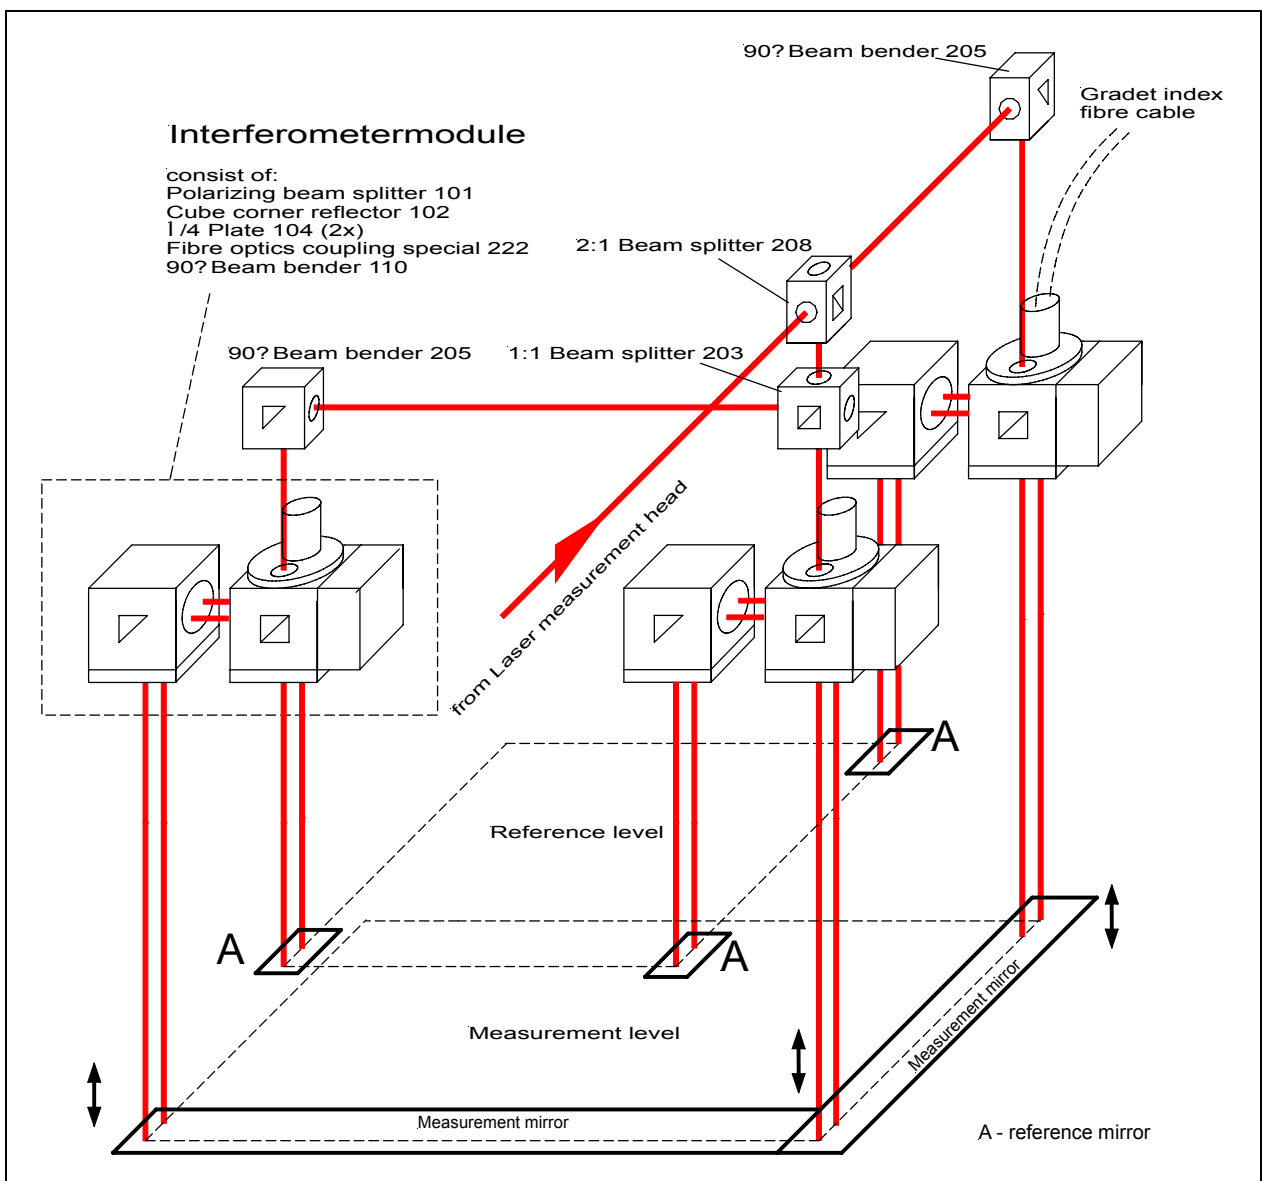 90? Beam bender 205
Gradet index
fibre cable
Interferometermodule
consist of:
Polarizing beam splitter 101
Cube corner reflector 102
l /4 Plate 104 (2x)
Fibre optics coupling special 222
90? Beam bender 110
2:1 Beam splitter 208
90? Beam bender 205
1:1 Beam splitter 203
from Laser measurement head
A
Reference level
A
A
Measurement level
Measurement mirror
Measurement mirror
A - reference mirror